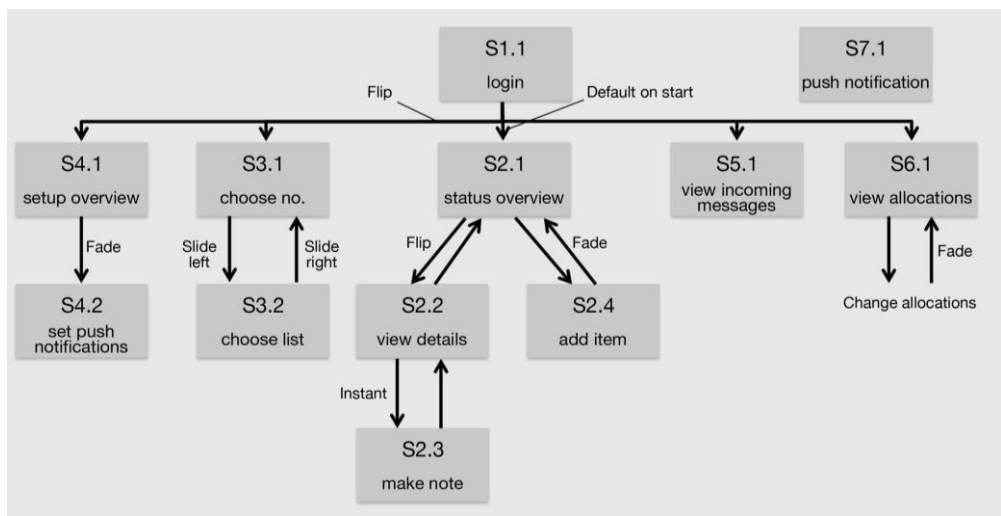 S1.1
login
S7.1
push notification
Flip
Default on start
S4.1
setup overview
S3.1
choose no.
S2.1
status overview
S5.1
view incoming
messages
S6.1
view allocations
Fade
Slide
left
Slide
right
Flip
Fade
Fade
S4.2
set push
notifications
S3.2
choose list
S2.2
view details
S2.4
add item
Change allocations
Instant
S2.3
make note